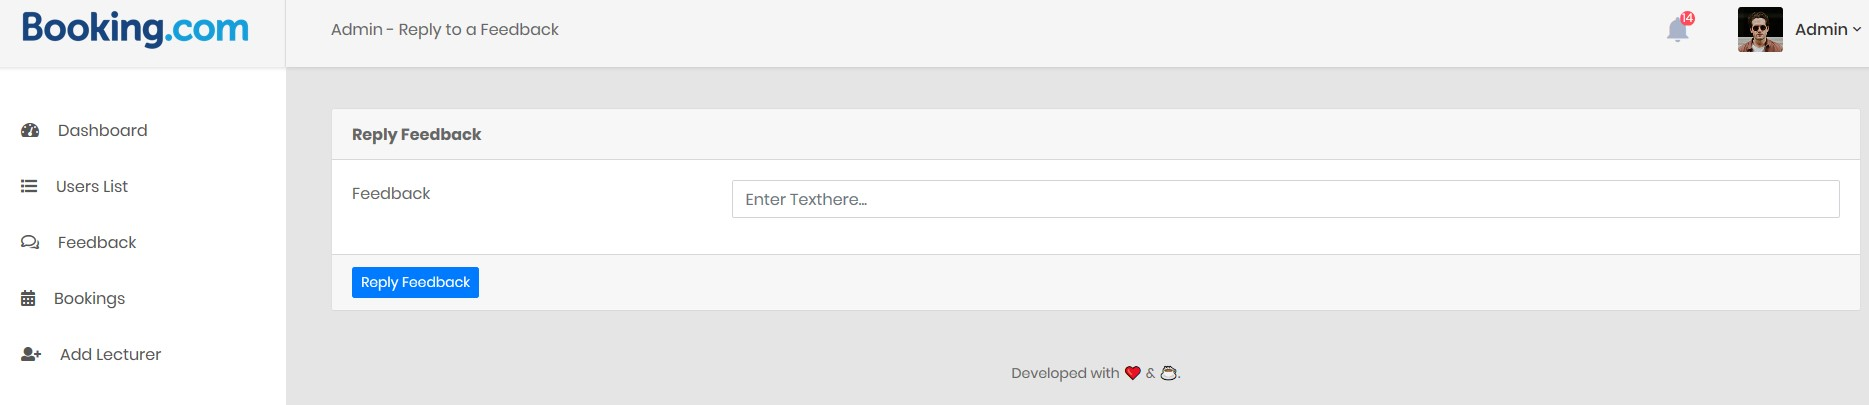 Booking.com
Admin - Reply to a Feedback
14
Admin
Dashboard
Users List
Feedback
Bookings
Add Lecturer
Reply Feedback
Feedback
Enter Texthere...
Reply Feedback
Developed with ❤️ & 🍚.